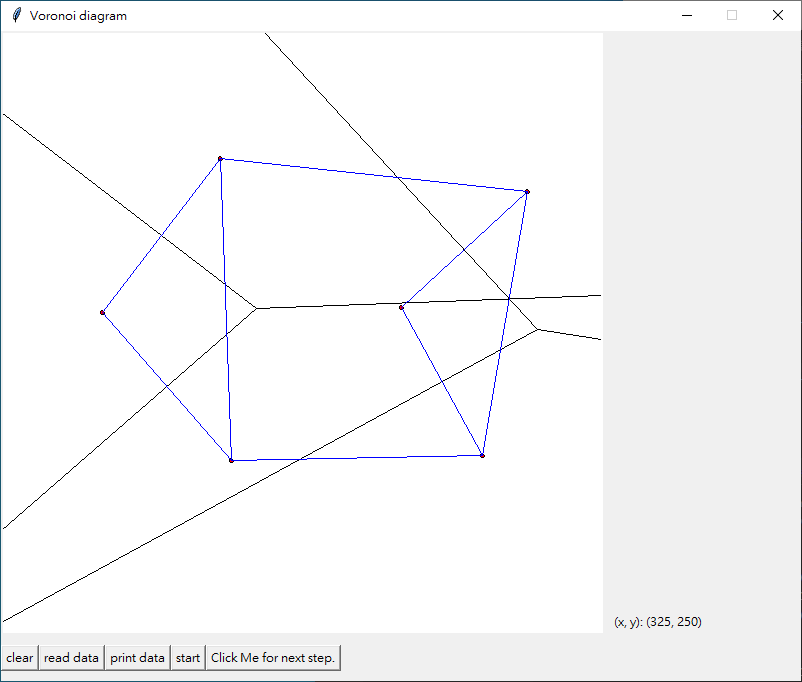 Voronoi diagram
(x, y): (325, 250)
clear read data print data start Click Me for next step.